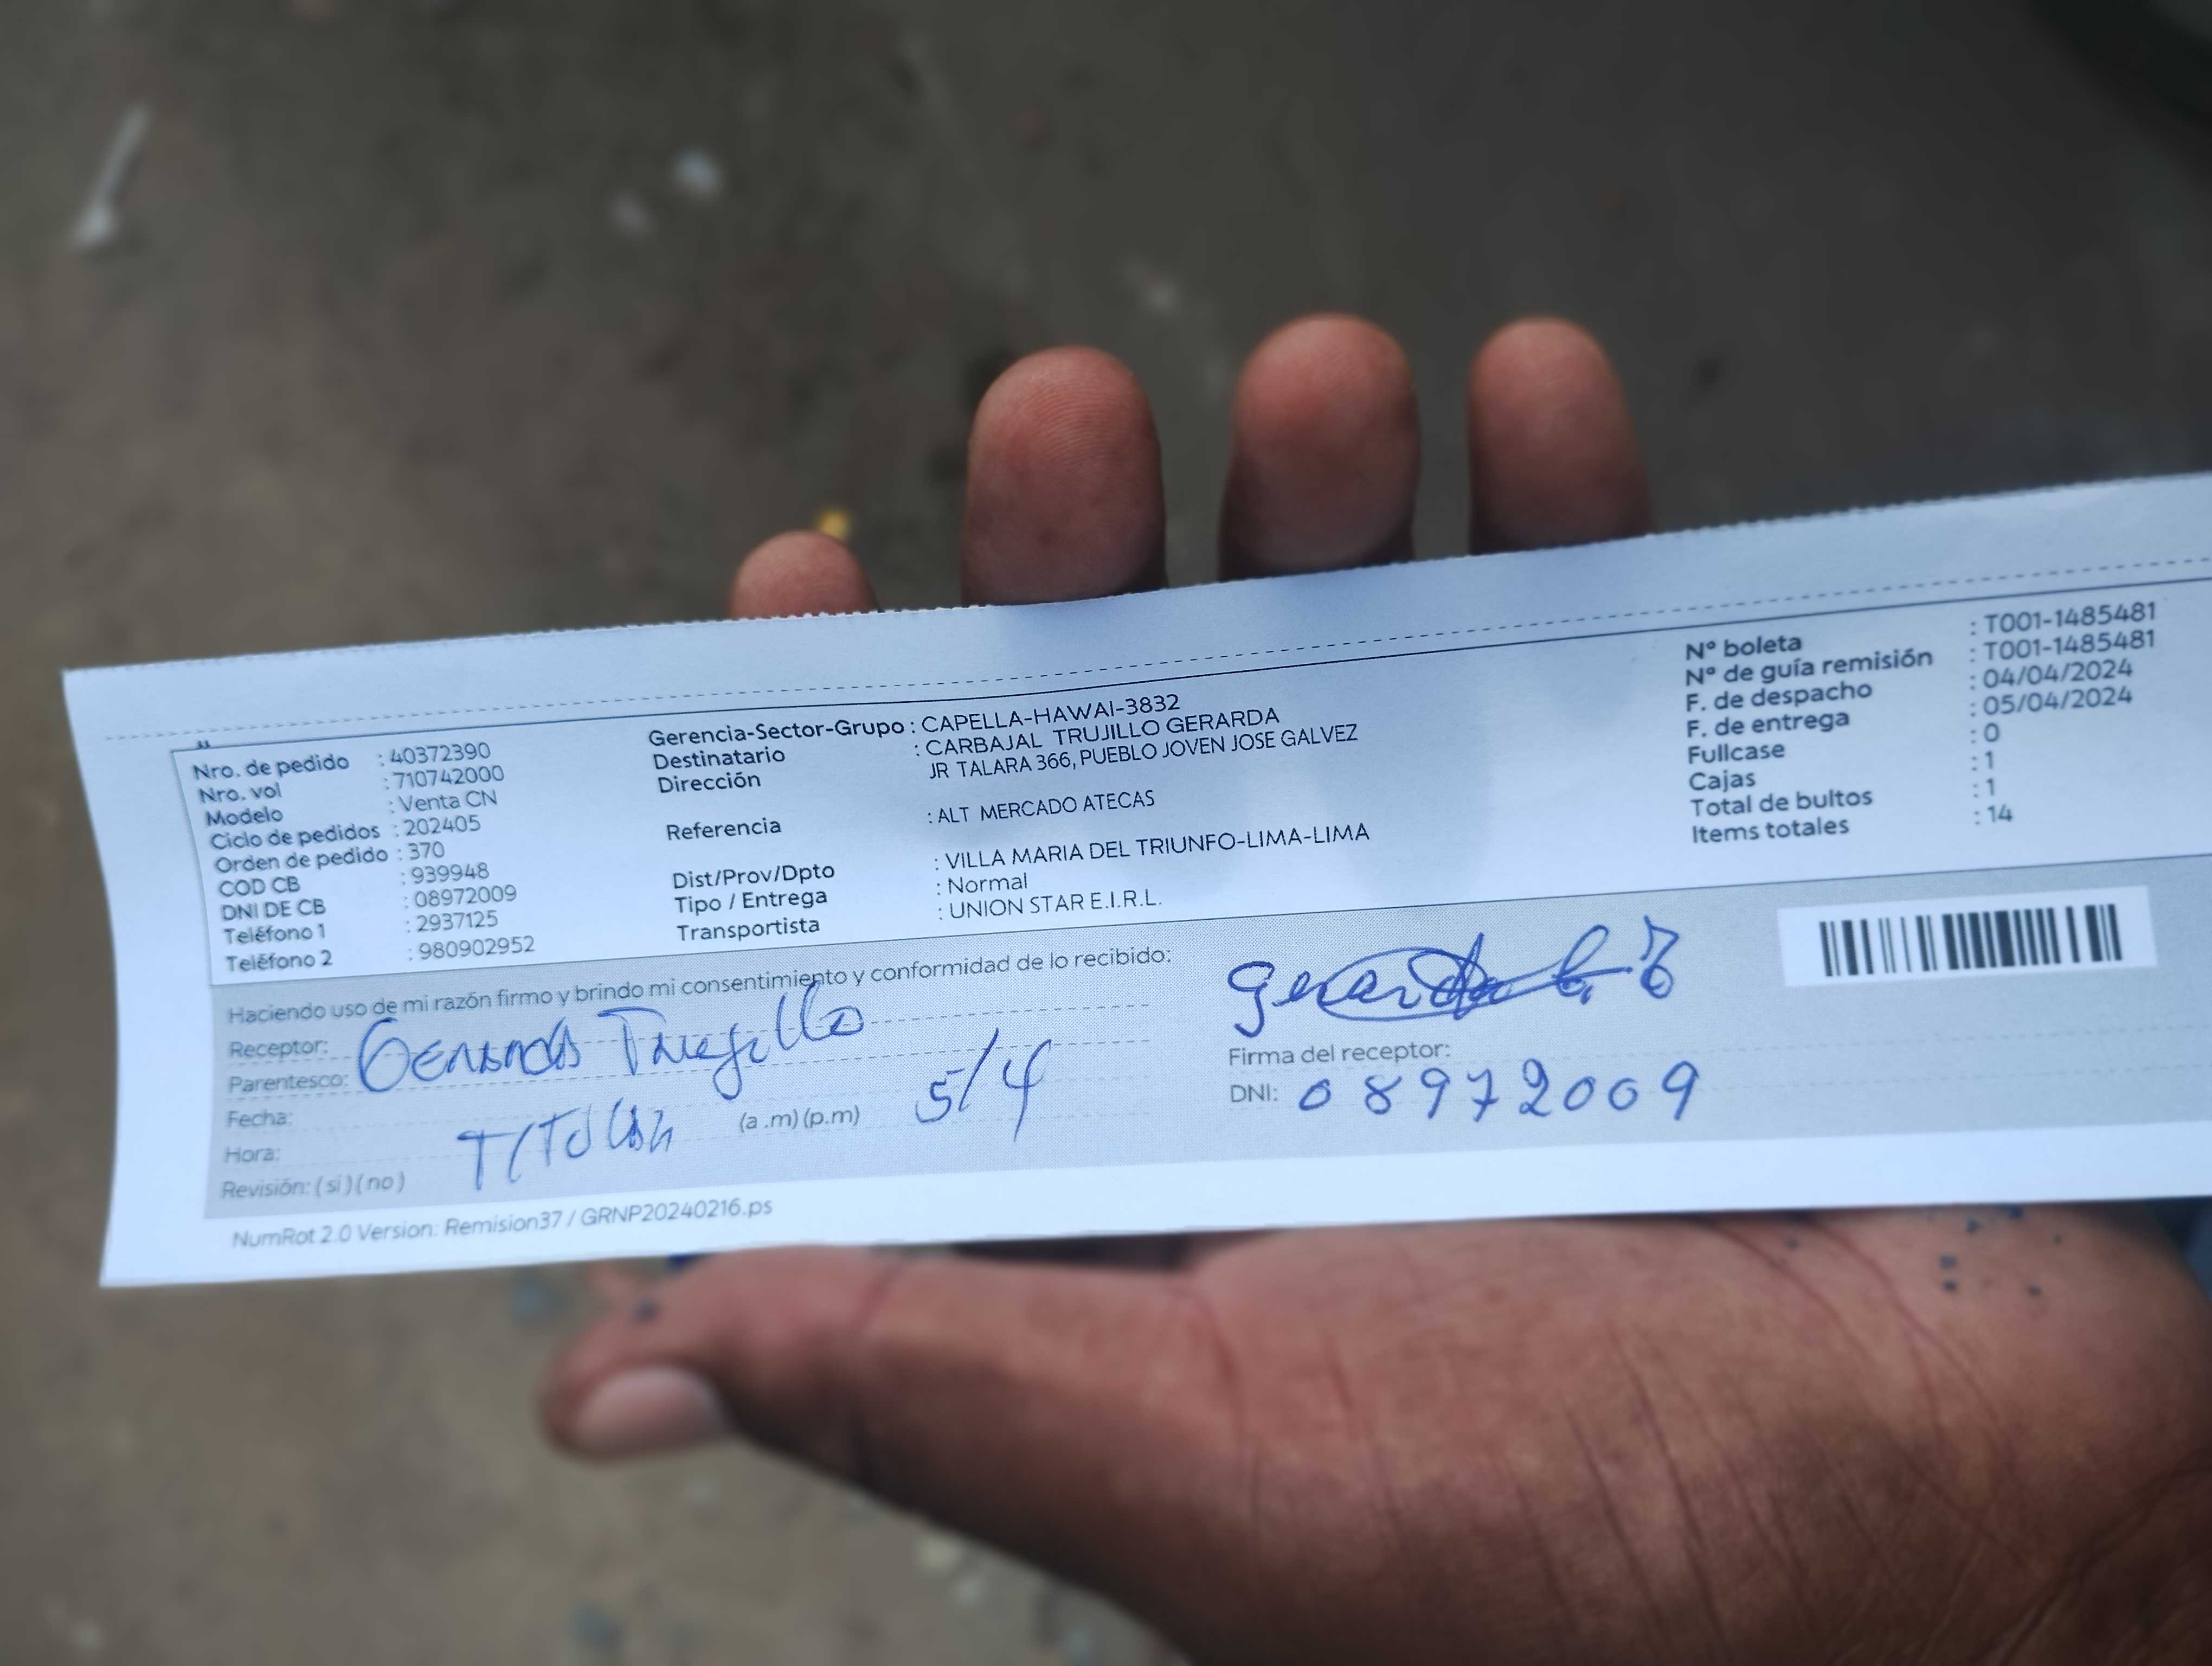 Nro. de pedido : 40372390
Nro. vol : 710742000
Modelo : Venta CN
Ciclo de pedidos : 202405
Orden de pedido : 370
COD CB : 939948
DNI DE CB : 08972009
Teléfono 1 : 2937125
Teléfono 2 : 980902952
Gerencia-Sector-Grupo : CAPELLA-HAWAI-3832
Destinatario : CARBAJAL TRUJILLO GERARDA
Dirección JR TALARA 366, PUEBLO JOVEN JOSE GALVEZ
Referencia : ALT MERCADO ATECAS
Dist/Prov/Dpto : VILLA MARIA DEL TRIUNFO-LIMA-LIMA
Tipo / Entrega : Normal
Transportista : UNION STAR E.I.R.L.
Nº boleta : T001-1485481
Nº de guía remisión : T001-1485481
F. de despacho : 04/04/2024
F. de entrega : 05/04/2024
Fullcase : 0
Cajas : 1
Total de bultos : 1
Items totales : 14
Haciendo uso de mi razón firmo y brindo mi consentimiento y conformidad de lo recibido:
Receptor: Gerarda Trujillo
Parentesco:
Fecha: 5/4
Hora: (a .m) (p.m)
Revisión: ( si ) ( no )
Firma del receptor:
DNI: 08972009
NumRot 2.0 Version: Remision37 / GRNP20240216.ps